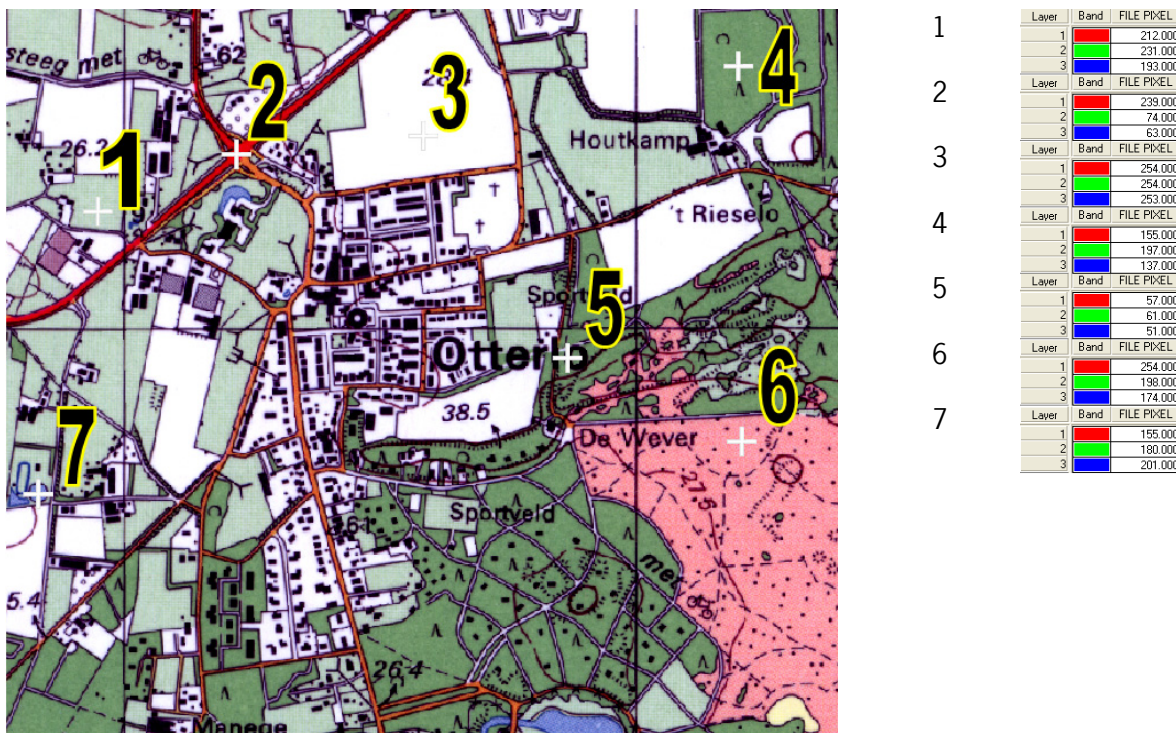 steeg met
62
2
3
4
Houtkamp
26.2
1
't Rieselo
Sportveld
5
Otterlo
6
38.5
De Wever
7
27.5
Sportveld
5.4
met
26.4
Manege
1
Layer Band FILE PIXEL
1 212.000
2 231.000
3 193.000
2
Layer Band FILE PIXEL
1 239.000
2 74.000
3 63.000
3
Layer Band FILE PIXEL
1 254.000
2 254.000
3 253.000
4
Layer Band FILE PIXEL
1 155.000
2 197.000
3 137.000
5
Layer Band FILE PIXEL
1 57.000
2 61.000
3 51.000
6
Layer Band FILE PIXEL
1 254.000
2 198.000
3 174.000
7
Layer Band FILE PIXEL
1 155.000
2 180.000
3 201.000